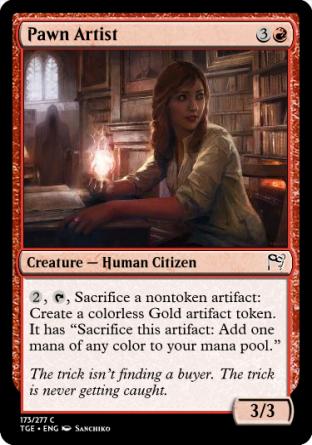 Pawn Artist 3
Creature — Human Citizen
2, , Sacrifice a nontoken artifact:
Create a colorless Gold artifact token.
It has “Sacrifice this artifact: Add one
mana of any color to your mana pool.”
The trick isn’t finding a buyer. The trick
is never getting caught.
3/3
173/277 C
TGE • ENG Sanchiko